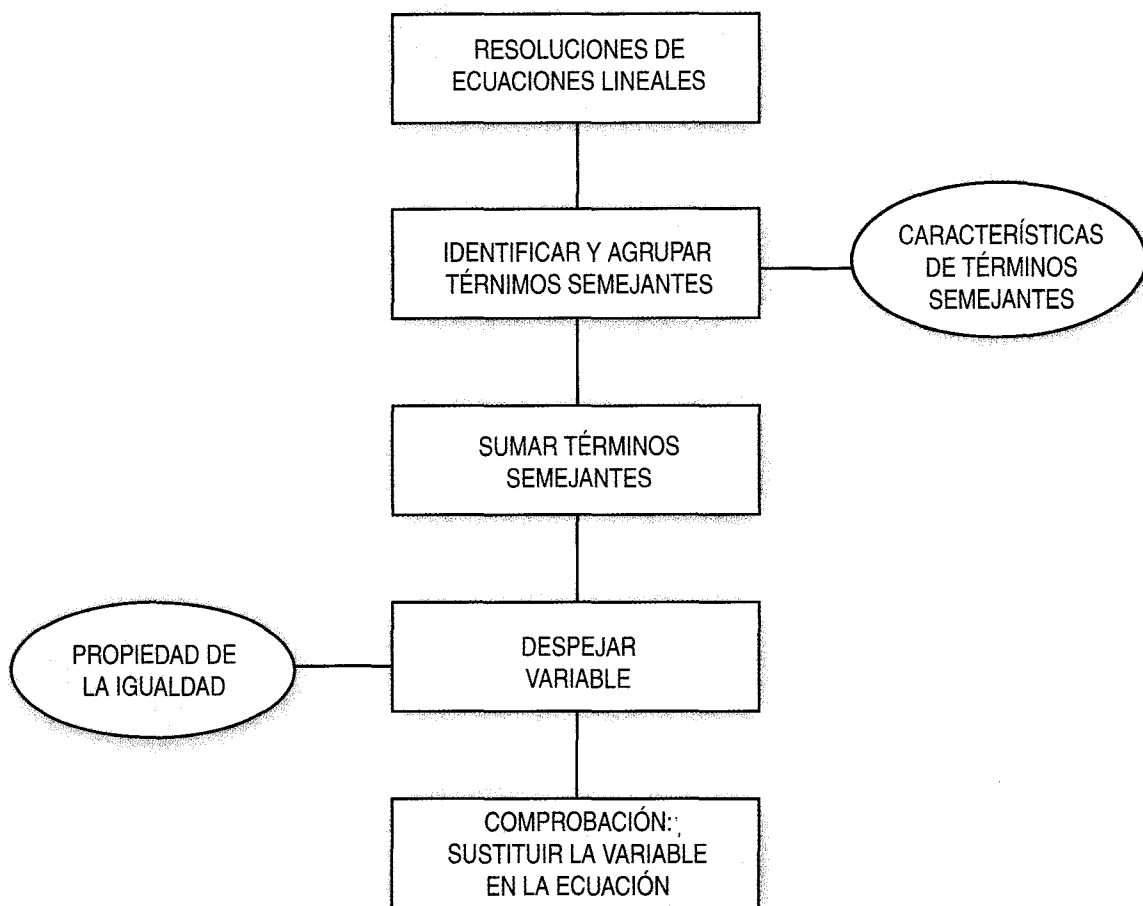 RESOLUCIONES DE
ECUACIONES LINEALES
IDENTIFICAR Y AGRUPAR
TÉRNIMOS SEMEJANTES
CARACTERÍSTICAS
DE TÉRMINOS
SEMEJANTES
SUMAR TÉRMINOS
SEMEJANTES
PROPIEDAD DE
LA IGUALDAD
DESPEJAR
VARIABLE
COMPROBACIÓN:
SUSTITUIR LA VARIABLE
EN LA ECUACIÓN